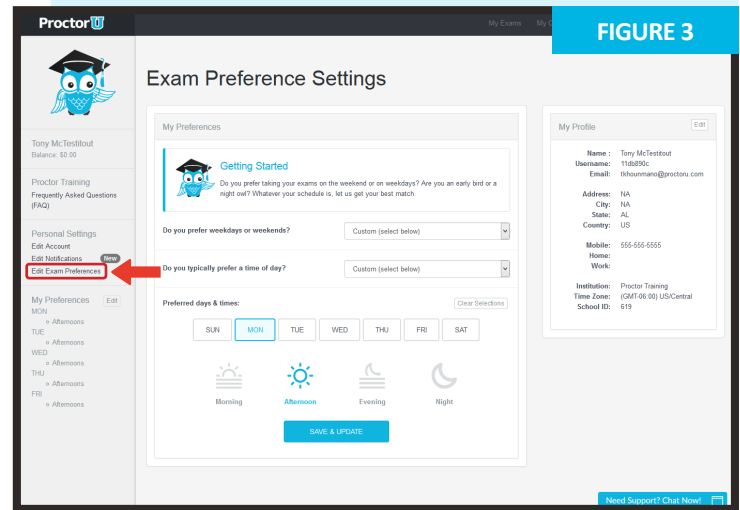 ProctorU
My Exams
FIGURE 3
Tony McTestitout
Balance: $0.00
Proctor Training
Frequently Asked Questions
(FAQ)
Personal Settings
Edit Account
Edit Notifications New
Edit Exam Preferences
My Preferences Edit
MON
» Afternoons
TUE
» Afternoons
WED
» Afternoons
THU
» Afternoons
FRI
» Afternoons
Exam Preference Settings
My Preferences
Getting Started
Do you prefer taking your exams on the weekend or on weekdays? Are you an early bird or a
night owl? Whatever your schedule is, let us get your best match.
Do you prefer weekdays or weekends? Custom (select below)
Do you typically prefer a time of day? Custom (select below)
Preferred days & times: Clear Selections
SUN MON TUE WED THU FRI SAT
Morning Afternoon Evening Night
SAVE & UPDATE
My Profile Edit
Name : Tony McTestitout
Username: 11db890c
Email: tkhounmano@proctoru.com
Address: NA
City: NA
State: AL
Country: US
Mobile: 555-555-5555
Home:
Work:
Institution: Proctor Training
Time Zone: (GMT-06:00) US/Central
School ID: 619
Need Support? Chat Now!